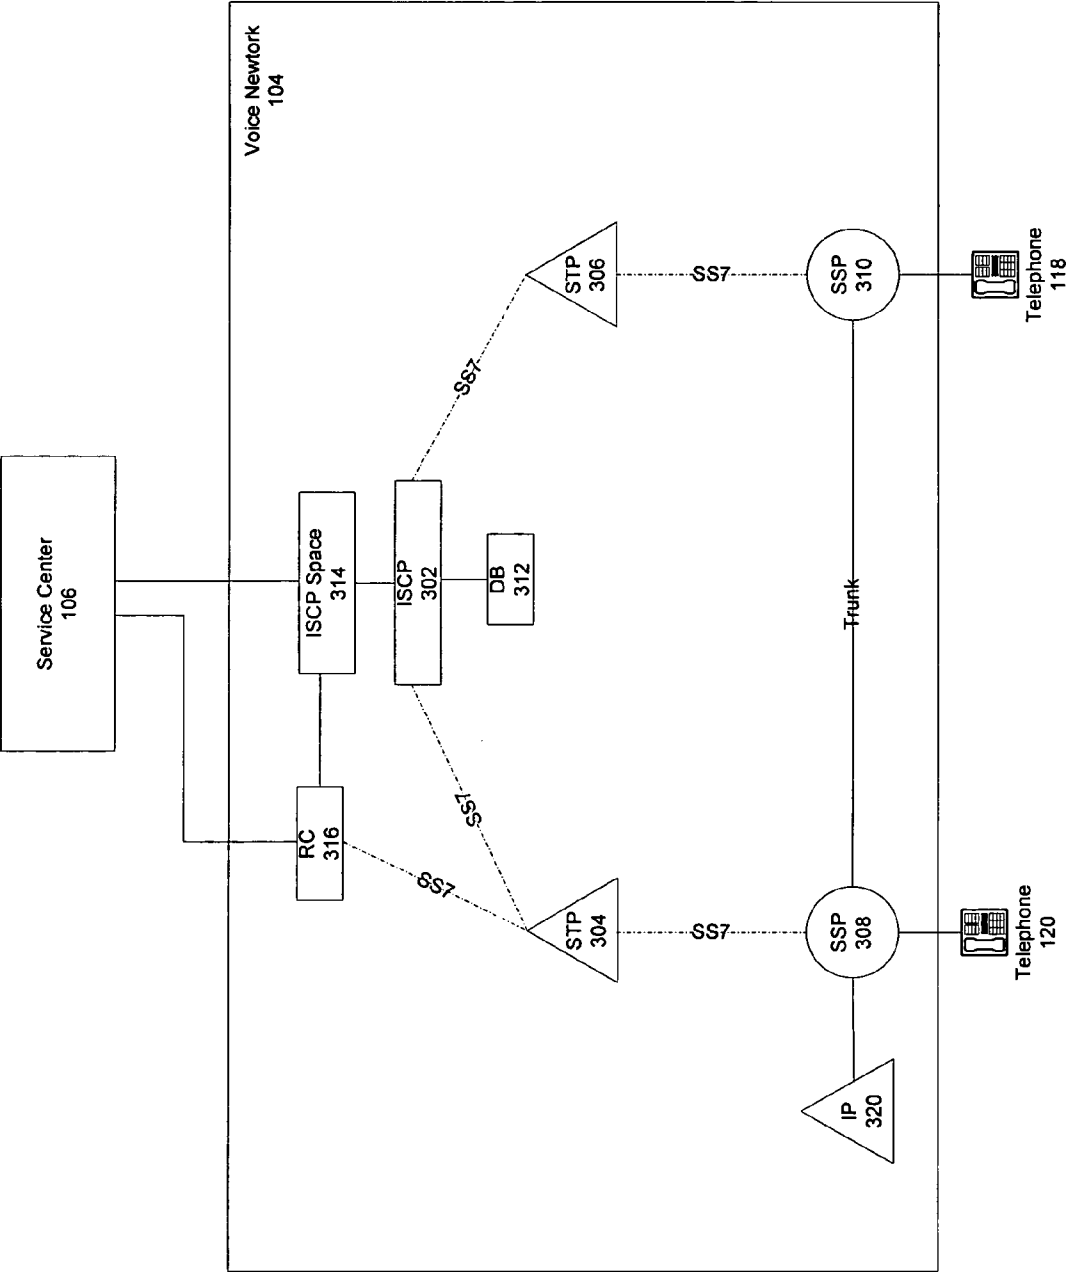 Service Center
106
Voice Newtork
104
RC
316
ISCP Space
314
ISCP
302
DB
312
SS7
SS7
SS7
STP
304
STP
306
SS7
SS7
IP
320
SSP
308
Trunk
SSP
310
Telephone
120
Telephone
118